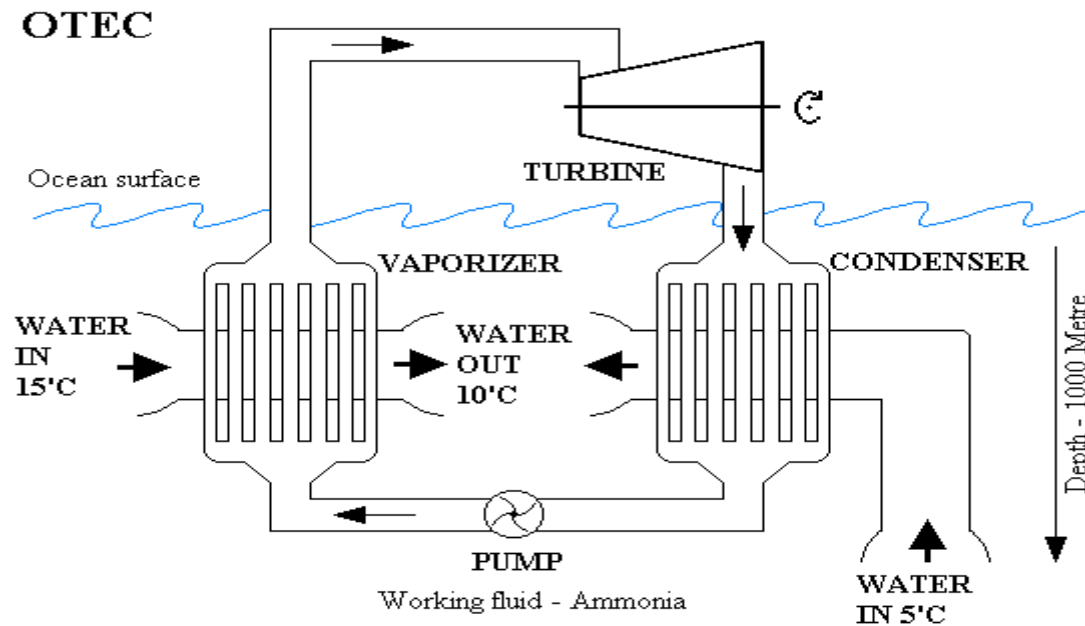 OTEC
TURBINE
Ocean surface
VAPORIZER
CONDENSER
WATER
IN
15'C
WATER
OUT
10'C
Depth - 1000 Metre
PUMP
WATER
IN 5'C
Working fluid - Ammonia